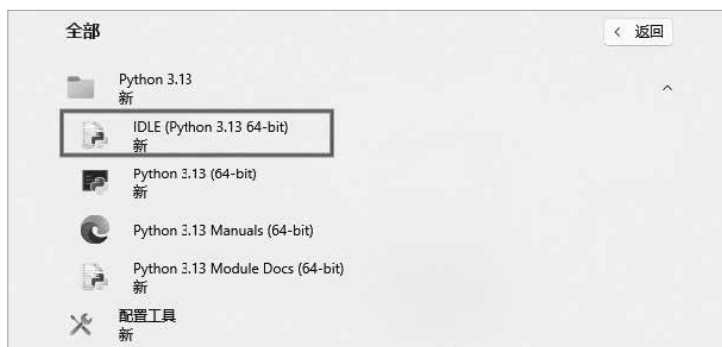 全部
返回
Python 3.13
新
IDLE (Python 3.13 64-bit)
新
Python 3.13 (64-bit)
新
Python 3.13 Manuals (64-bit)
Python 3.13 Module Docs (64-bit)
新
配置工具
新